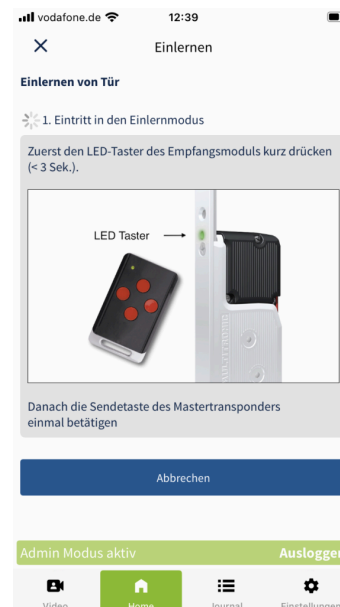 vodafone.de 12:39
Einlernen
Einlernen von Tür
1. Eintritt in den Einlernmodus
Zuerst den LED-Taster des Empfangsmoduls kurz drücken
(< 3 Sek.).
LED Taster
Danach die Sendetaste des Mastertransponders
einmal betätigen
Abbrechen
Admin Modus aktiv Auslogger
Video Home Journal Einstellungen